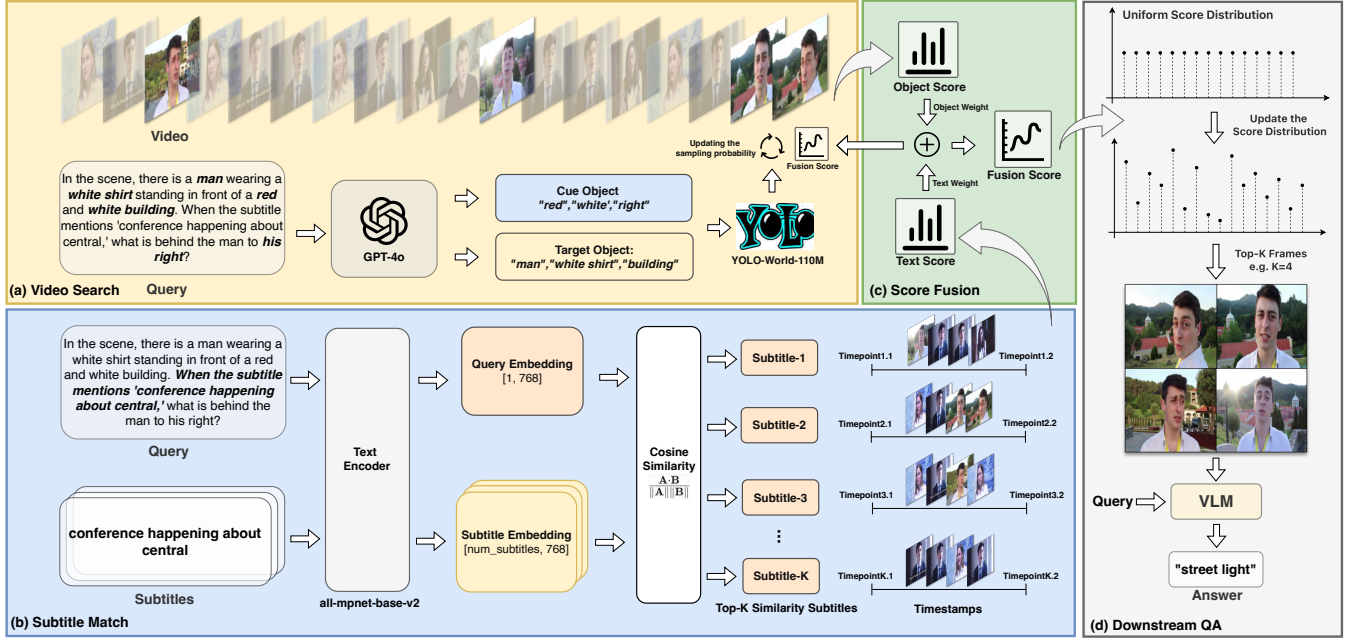 Video
In the scene, there is a man wearing a
white shirt standing in front of a red
and white building. When the subtitle
mentions 'conference happening about
central,' what is behind the man to his
right?
Query
GPT-4o
Cue Object
"red","white',"right"
Target Object:
"man","white shirt","building"
YOLO
YOLO-World-110M
Updating the
sampling probability
Fusion Score
(a) Video Search
Object Score
Object Weight
Fusion Score
Text Weight
Text Score
(c) Score Fusion
In the scene, there is a man wearing a
white shirt standing in front of a red
and white building. When the subtitle
mentions 'conference happening
about central,' what is behind the
man to his right?
Query
conference happening about
central
Subtitles
Text
Encoder
all-mpnet-base-v2
Query Embedding
[1, 768]
Subtitle Embedding
[num_subtitles, 768]
Cosine
Similarity
A·B
‖A‖‖B‖
Subtitle-1
Subtitle-2
Subtitle-3
⋮
Subtitle-K
Top-K Similarity Subtitles
Timepoint1.1
Timepoint1.2
Timepoint2.1
Timepoint2.2
Timepoint3.1
Timepoint3.2
TimepointK.1
TimepointK.2
Timestamps
(b) Subtitle Match
Uniform Score Distribution
Update the
Score Distribution
Top-K Frames
e.g. K=4
Query
VLM
"street light"
Answer
(d) Downstream QA